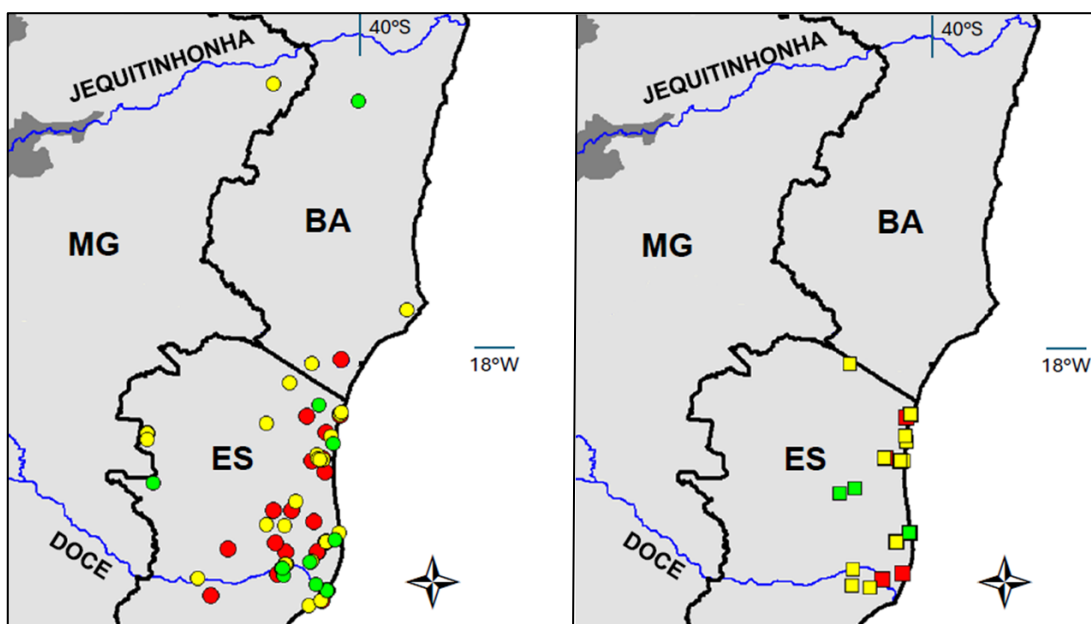 40ºS
JEQUITINHONHA
BA
MG
18ºW
ES
DOCE
40ºS
JEQUITINHONHA
BA
MG
18ºW
ES
DOCE